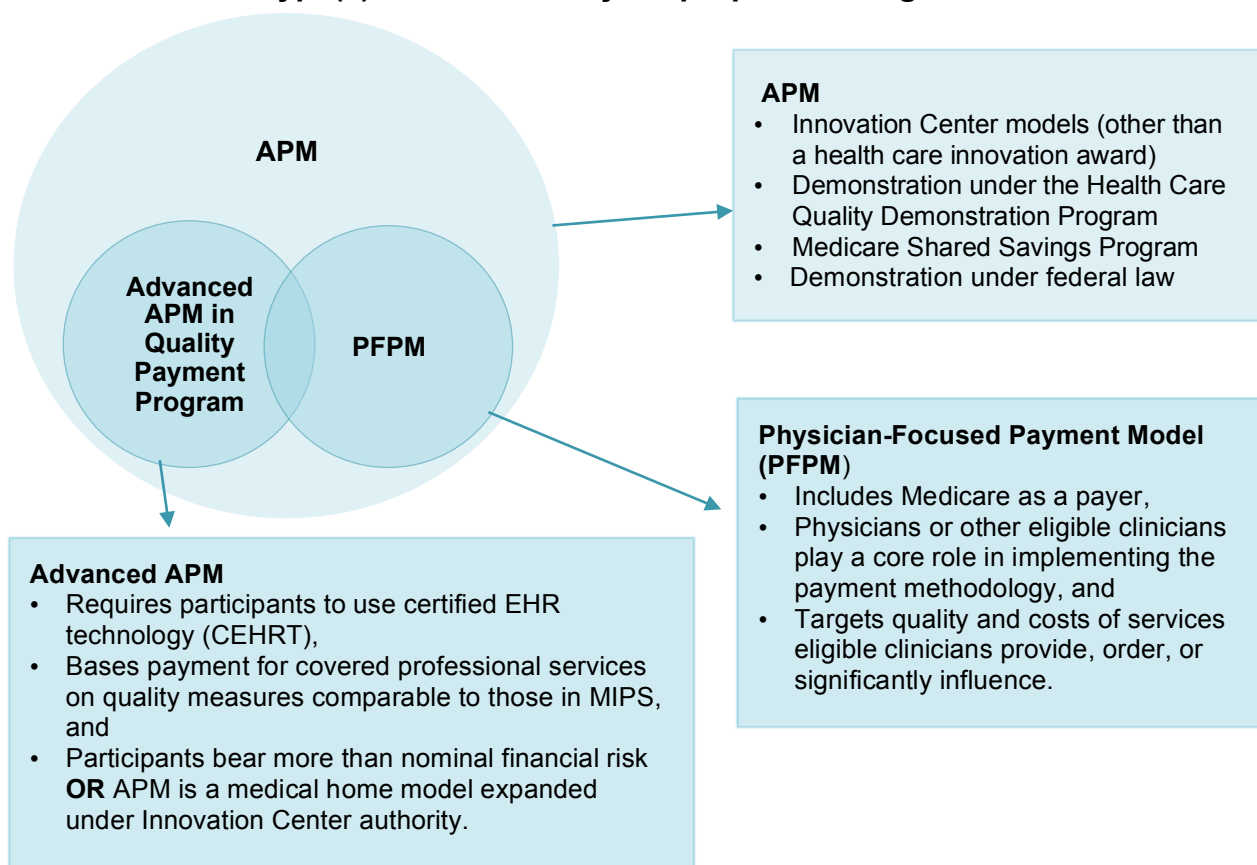 APM
Advanced
APM in
Quality
Payment
Program
PFPM
APM
• Innovation Center models (other than
a health care innovation award)
• Demonstration under the Health Care
Quality Demonstration Program
• Medicare Shared Savings Program
• Demonstration under federal law
Physician-Focused Payment Model
(PFPM)
• Includes Medicare as a payer,
• Physicians or other eligible clinicians
play a core role in implementing the
payment methodology, and
• Targets quality and costs of services
eligible clinicians provide, order, or
significantly influence.
Advanced APM
• Requires participants to use certified EHR
technology (CEHRT),
• Bases payment for covered professional services
on quality measures comparable to those in MIPS,
and
• Participants bear more than nominal financial risk
OR APM is a medical home model expanded
under Innovation Center authority.